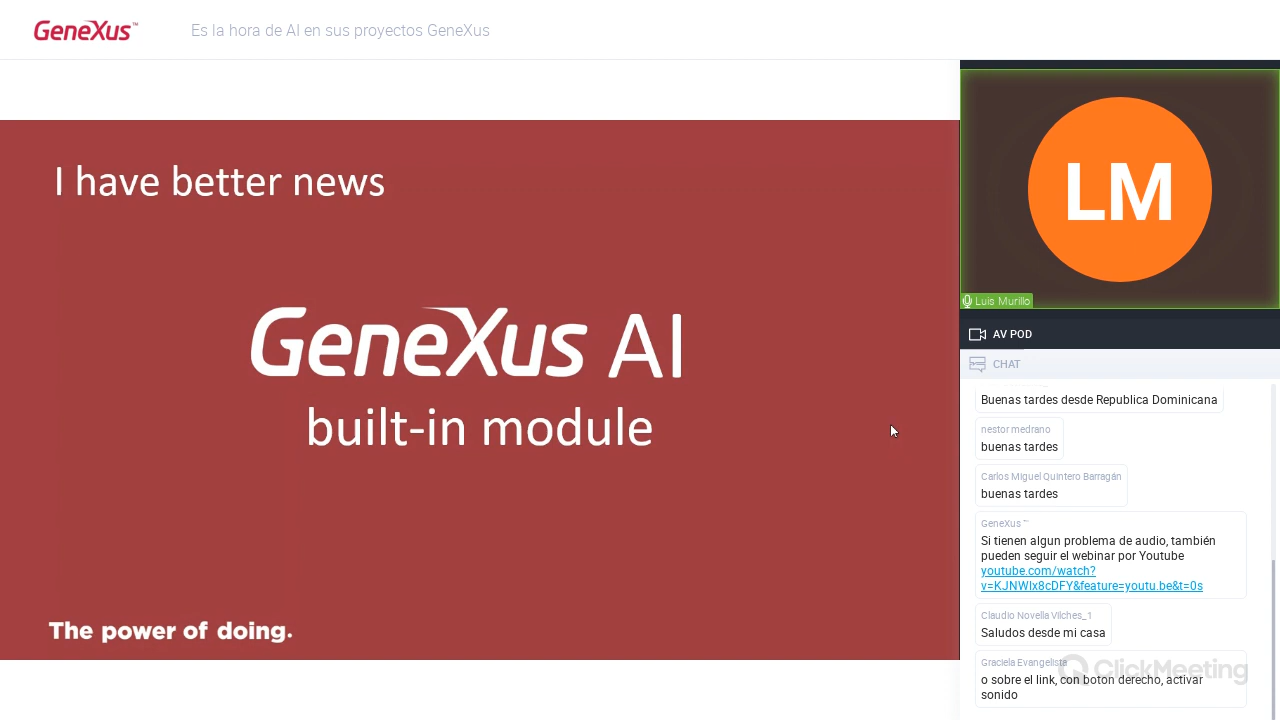 GeneXus™
Es la hora de AI en sus proyectos GeneXus
I have better news
GeneXus AI
built-in module
The power of doing.
LM
Luis Murillo
AV POD
CHAT
Buenas tardes desde Republica Dominicana
nestor medrano
buenas tardes
Carlos Miguel Quintero Barragán
buenas tardes
GeneXus ™
Si tienen algun problema de audio, también
pueden seguir el webinar por Youtube
youtube.com/watch?
v=KJNWIx8cDFY&feature=youtu.be&t=0s
Claudio Novella Vilches_1
Saludos desde mi casa
Graciela Evangelista
o sobre el link, con boton derecho, activar
sonido
ClickMeeting